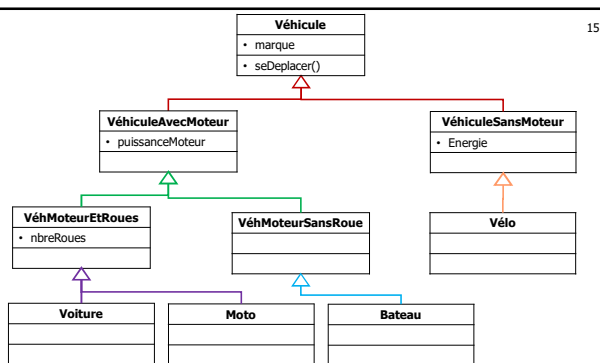 Véhicule
15
• marque
• seDeplacer()
VéhiculeAvecMoteur
• puissanceMoteur
VéhiculeSansMoteur
• Energie
VéhMoteurEtRoues
• nbreRoues
VéhMoteurSansRoue
Vélo
Voiture
Moto
Bateau